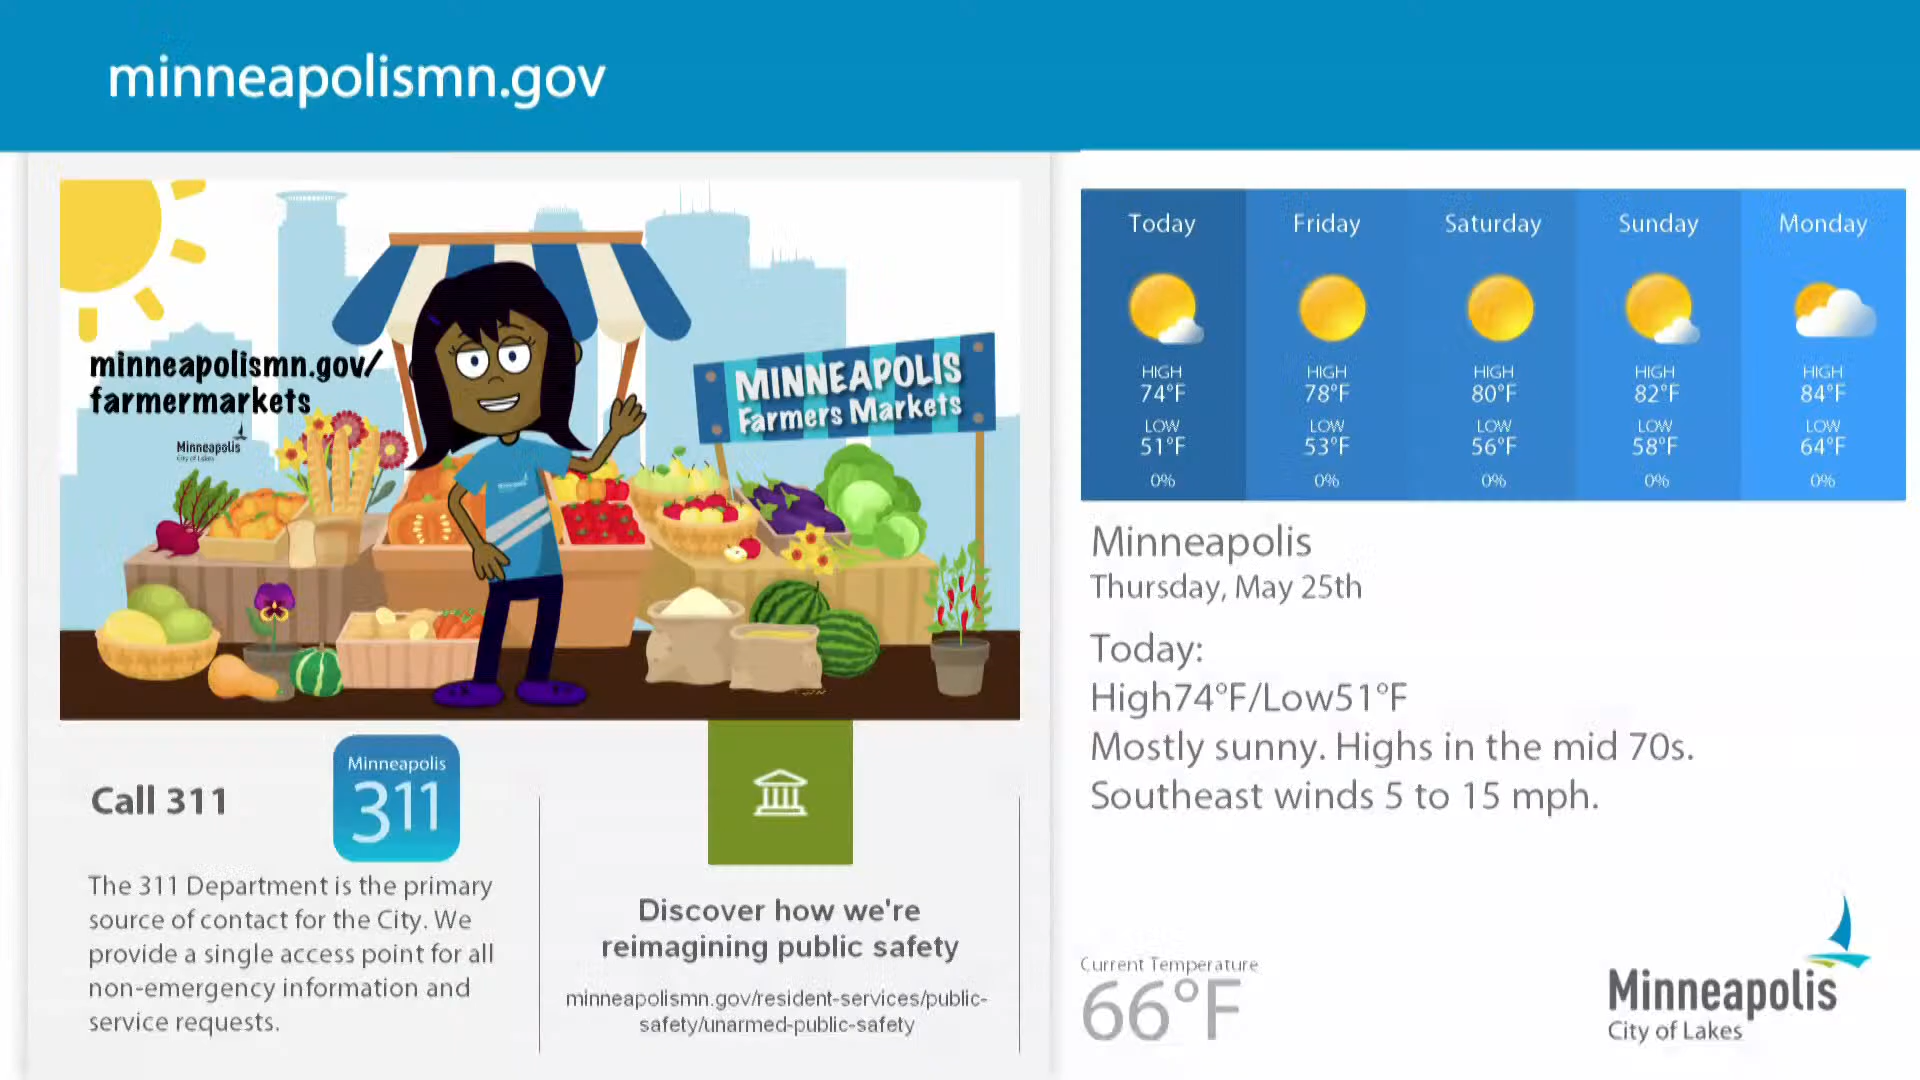 minneapolismn.gov
minneapolismn.gov/
farmermarkets
Minneapolis
City of Lakes
MINNEAPOLIS
Farmers Markets
Call 311
Minneapolis
311
The 311 Department is the primary
source of contact for the City. We
provide a single access point for all
non-emergency information and
service requests.
Discover how we're
reimagining public safety
minneapolismn.gov/resident-services/public-
safety/unarmed-public-safety
Today Friday Saturday Sunday Monday
HIGH HIGH HIGH HIGH HIGH
74°F 78°F 80°F 82°F 84°F
LOW LOW LOW LOW LOW
51°F 53°F 56°F 58°F 64°F
0% 0% 0% 0% 0%
Minneapolis
Thursday, May 25th
Today:
High74°F/Low51°F
Mostly sunny. Highs in the mid 70s.
Southeast winds 5 to 15 mph.
Current Temperature
66°F
Minneapolis
City of Lakes